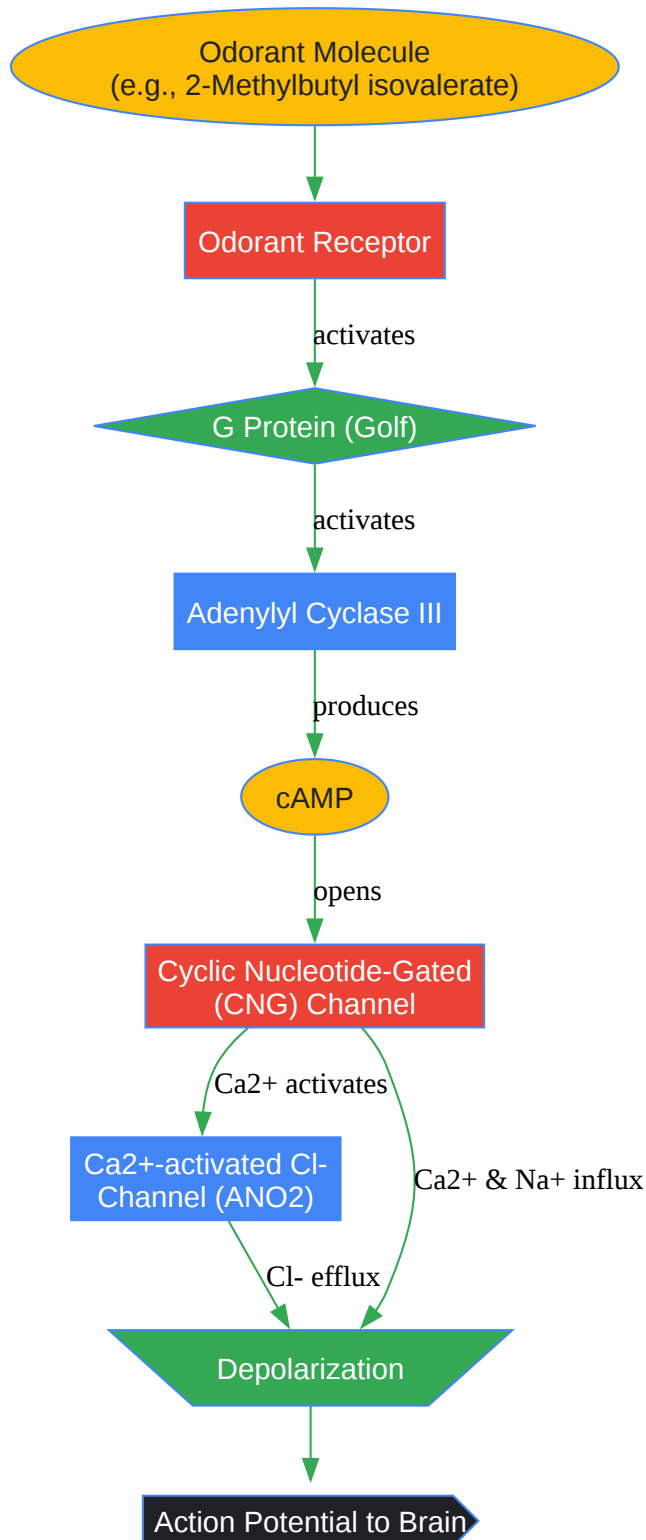 Odorant Molecule
(e.g., 2-Methylbutyl isovalerate)
Odorant Receptor
activates
G Protein (Golf)
activates
Adenylyl Cyclase III
produces
cAMP
opens
Cyclic Nucleotide-Gated
(CNG) Channel
Ca2+ activates
Ca2+-activated Cl-
Channel (ANO2)
Ca2+ & Na+ influx
Cl- efflux
Depolarization
Action Potential to Brain